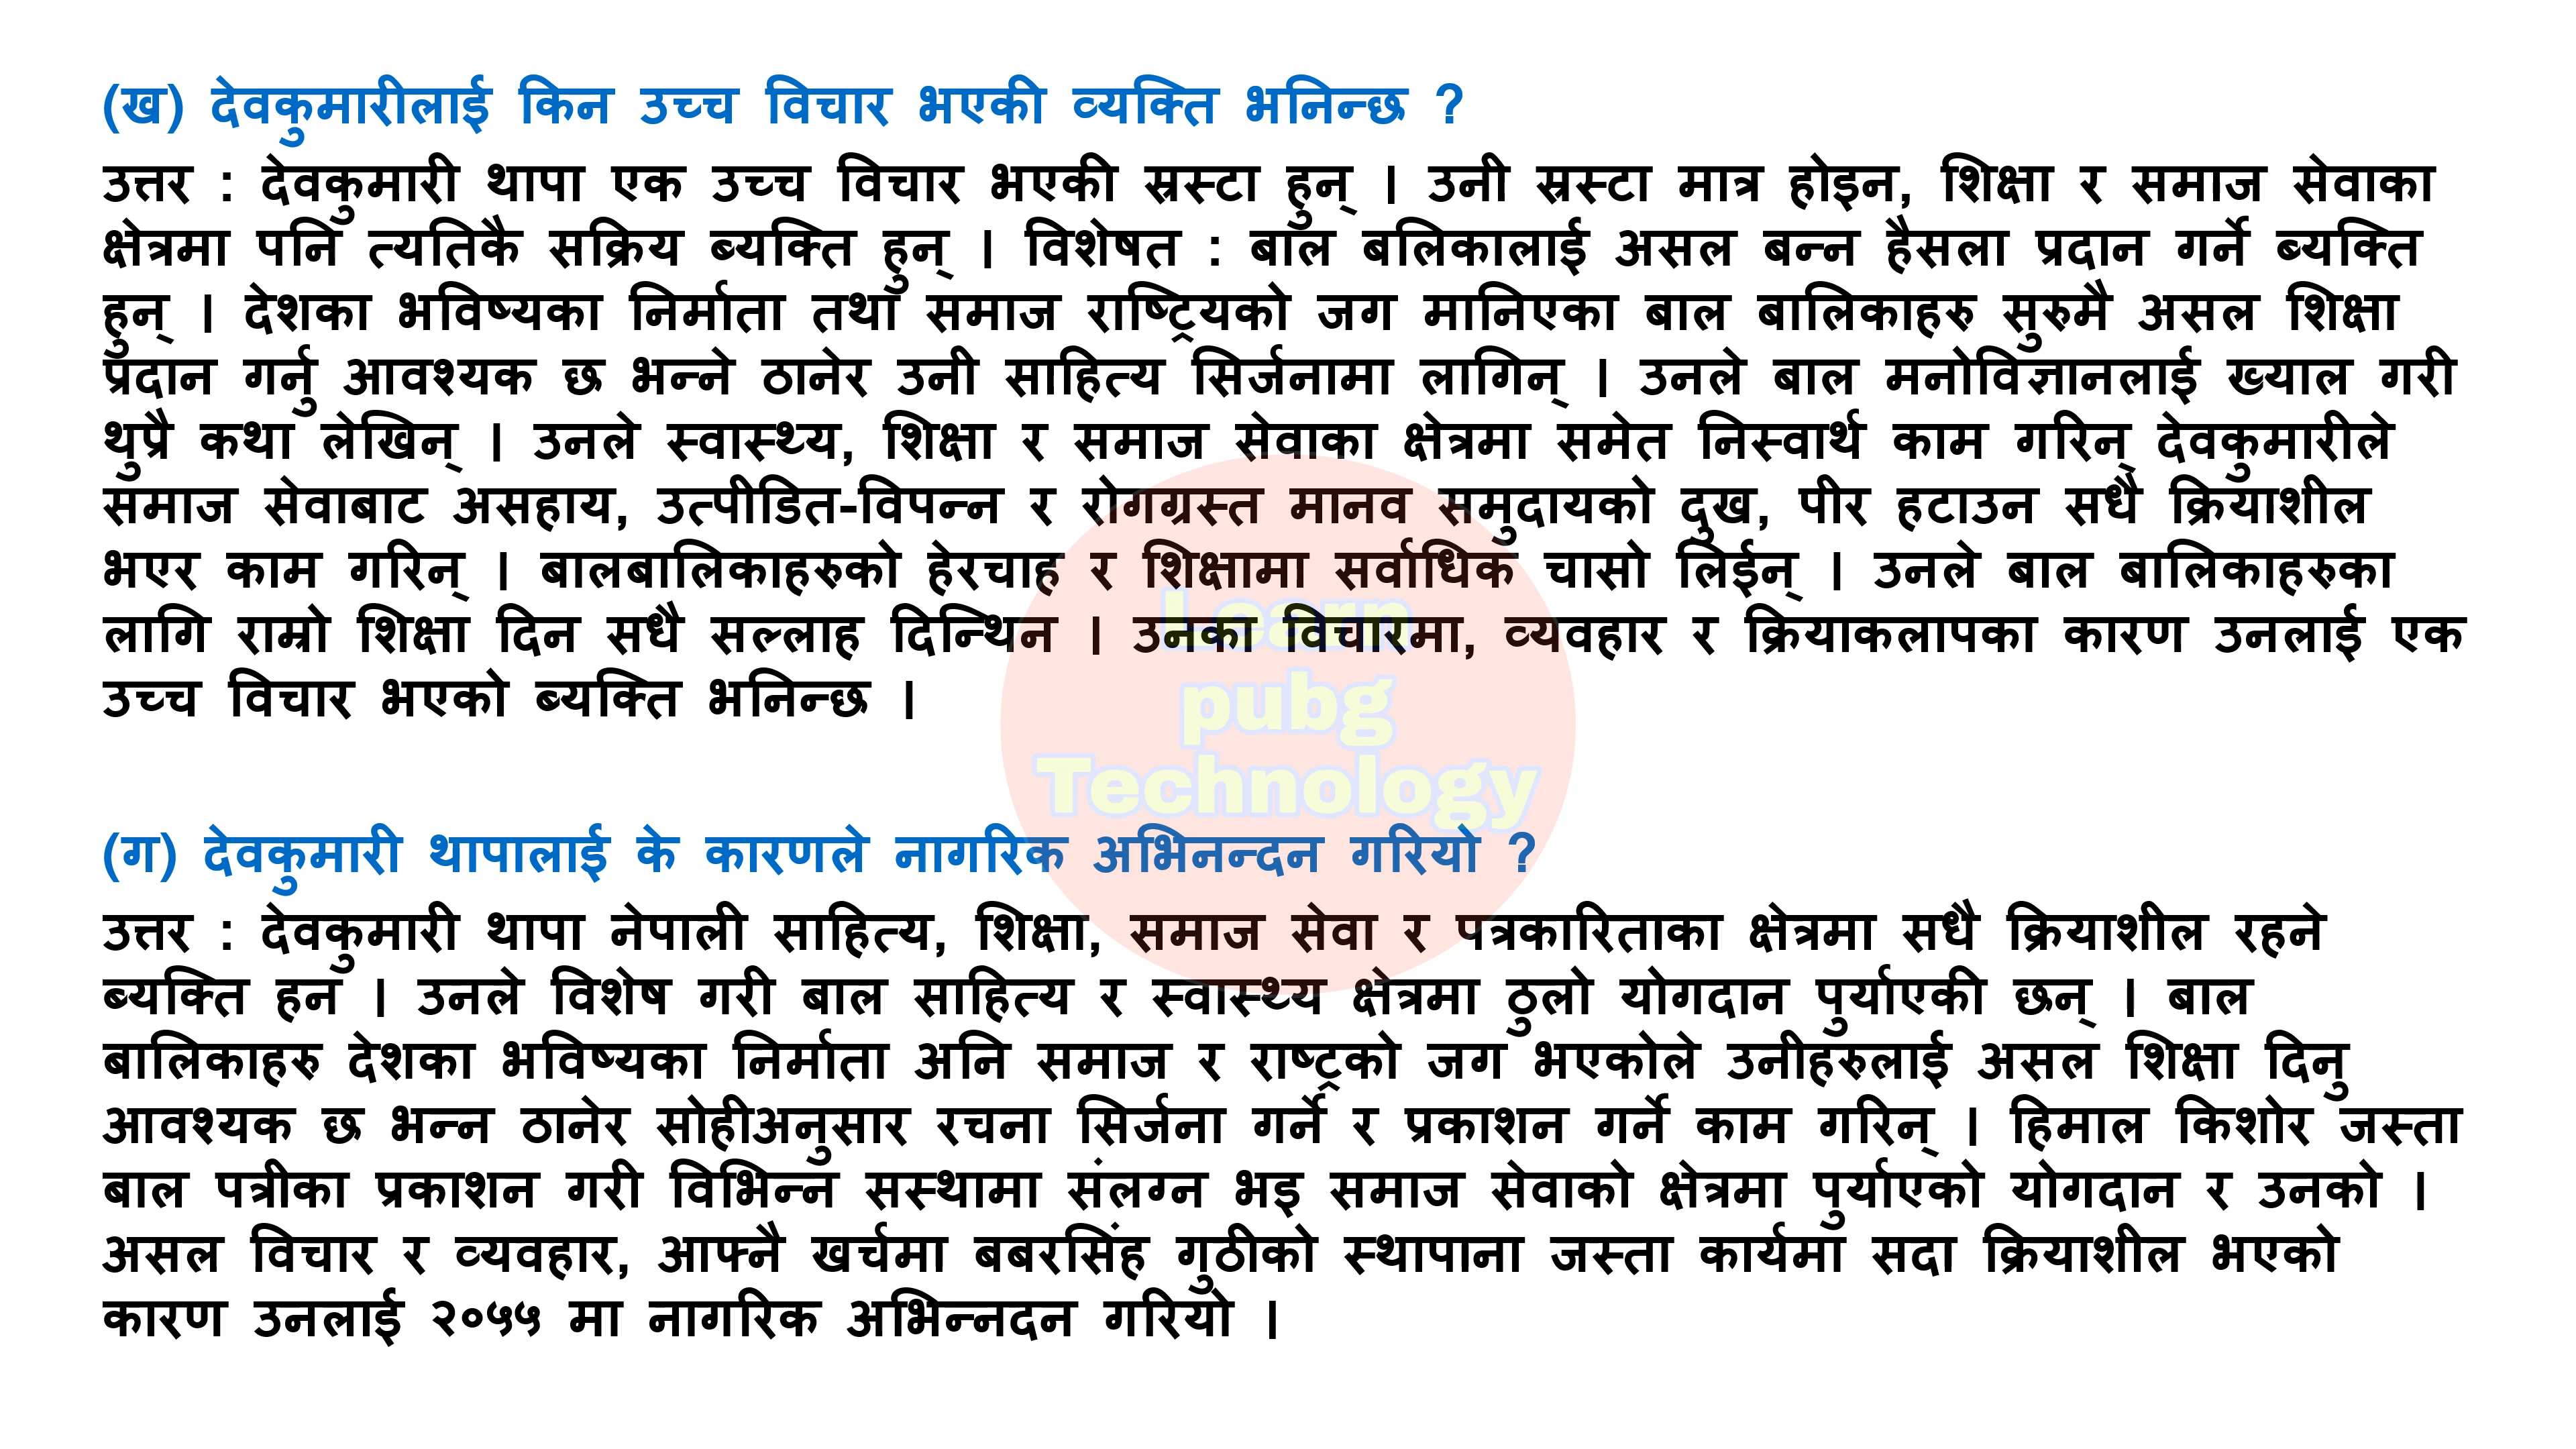 (ख) देवकुमारीलाई किन उच्च विचार भएकी व्यक्ति भनिन्छ ?
उत्तर : देवकुमारी थापा एक उच्च विचार भएकी स्रस्टा हुन् । उनी स्रस्टा मात्र होइन, शिक्षा र समाज सेवाका
क्षेत्रमा पनि त्यतिकै सक्रिय ब्यक्ति हुन् । विशेषत : बाल बलिकालाई असल बन्न हैसला प्रदान गर्ने ब्यक्ति
हुन् । देशका भविष्यका निर्माता तथा समाज राष्ट्रियको जग मानिएका बाल बालिकाहरु सुरुमै असल शिक्षा
प्रदान गर्नु आवश्यक छ भन्ने ठानेर उनी साहित्य सिर्जनामा लागिन् । उनले बाल मनोविज्ञानलाई ख्याल गरी
थुप्रै कथा लेखिन् । उनले स्वास्थ्य, शिक्षा र समाज सेवाका क्षेत्रमा समेत निस्वार्थ काम गरिन् देवकुमारीले
समाज सेवाबाट असहाय, उत्पीडित-विपन्न र रोगग्रस्त मानव समुदायको दुख, पीर हटाउन सधै क्रियाशील
भएर काम गरिन् । बालबालिकाहरुको हेरचाह र शिक्षामा सर्वाधिक चासो लिईन् । उनले बाल बालिकाहरुका
लागि राम्रो शिक्षा दिन सधै सल्लाह दिन्थिन । उनका विचारमा, व्यवहार र क्रियाकलापका कारण उनलाई एक
उच्च विचार भएको ब्यक्ति भनिन्छ ।
Learn
pubg
Technology
(ग) देवकुमारी थापालाई के कारणले नागरिक अभिनन्दन गरियो ?
उत्तर : देवकुमारी थापा नेपाली साहित्य, शिक्षा, समाज सेवा र पत्रकारिताका क्षेत्रमा सधै क्रियाशील रहने
ब्यक्ति हन । उनले विशेष गरी बाल साहित्य र स्वास्थ्य क्षेत्रमा ठुलो योगदान पुर्याएकी छन् । बाल
बालिकाहरु देशका भविष्यका निर्माता अनि समाज र राष्ट्रको जग भएकोले उनीहरुलाई असल शिक्षा दिनु
आवश्यक छ भन्न ठानेर सोहीअनुसार रचना सिर्जना गर्ने र प्रकाशन गर्ने काम गरिन् । हिमाल किशोर जस्ता
बाल पत्रीका प्रकाशन गरी विभिन्न सस्थामा संलग्न भइ समाज सेवाको क्षेत्रमा पुर्याएको योगदान र उनको ।
असल विचार र व्यवहार, आफ्नै खर्चमा बबरसिंह गुठीको स्थापाना जस्ता कार्यमा सदा क्रियाशील भएको
कारण उनलाई २०५५ मा नागरिक अभिन्नदन गरियो ।